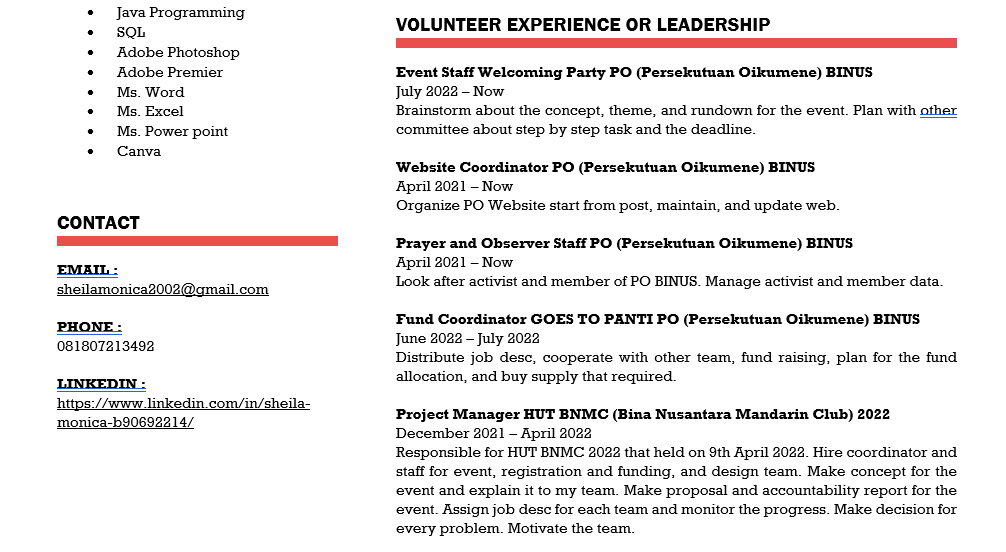 Java Programming
SQL
Adobe Photoshop
Adobe Premier
Ms. Word
Ms. Excel
Ms. Power point
Canva
CONTACT
EMAIL :
sheilamonica2002@gmail.com
PHONE :
081807213492
LINKEDIN :
https://www.linkedin.com/in/sheila-
monica-b90692214/
VOLUNTEER EXPERIENCE OR LEADERSHIP
Event Staff Welcoming Party PO (Persekutuan Oikumene) BINUS
July 2022 – Now
Brainstorm about the concept, theme, and rundown for the event. Plan with other
committee about step by step task and the deadline.
Website Coordinator PO (Persekutuan Oikumene) BINUS
April 2021 – Now
Organize PO Website start from post, maintain, and update web.
Prayer and Observer Staff PO (Persekutuan Oikumene) BINUS
April 2021 – Now
Look after activist and member of PO BINUS. Manage activist and member data.
Fund Coordinator GOES TO PANTI PO (Persekutuan Oikumene) BINUS
June 2022 – July 2022
Distribute job desc, cooperate with other team, fund raising, plan for the fund
allocation, and buy supply that required.
Project Manager HUT BNMC (Bina Nusantara Mandarin Club) 2022
December 2021 – April 2022
Responsible for HUT BNMC 2022 that held on 9th April 2022. Hire coordinator and
staff for event, registration and funding, and design team. Make concept for the
event and explain it to my team. Make proposal and accountability report for the
event. Assign job desc for each team and monitor the progress. Make decision for
every problem. Motivate the team.